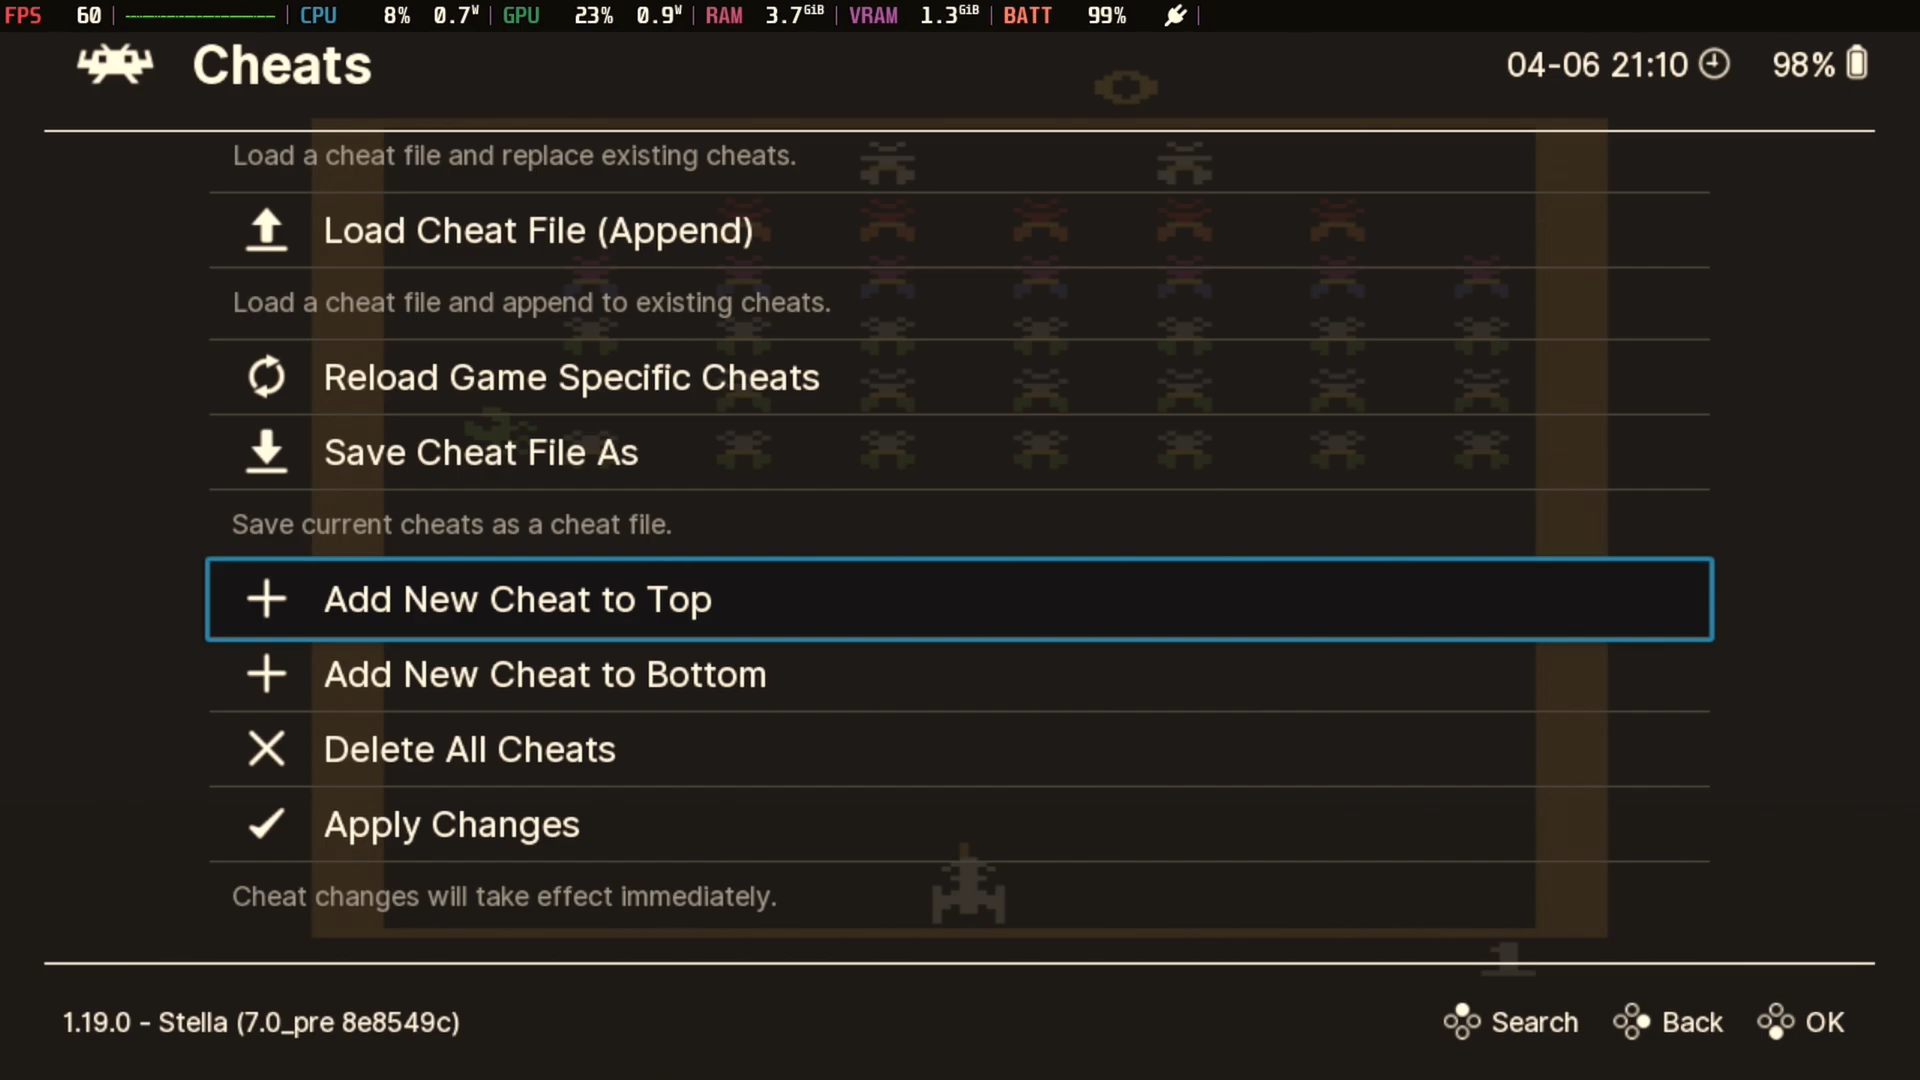 FPS 60 CPU 8% 0.7W GPU 23% 0.9W RAM 3.7GiB VRAM 1.3GiB BATT 99%
Cheats 04-06 21:10 98%
Load a cheat file and replace existing cheats.
Load Cheat File (Append)
Load a cheat file and append to existing cheats.
Reload Game Specific Cheats
Save Cheat File As
Save current cheats as a cheat file.
Add New Cheat to Top
Add New Cheat to Bottom
Delete All Cheats
Apply Changes
Cheat changes will take effect immediately.
1
1.19.0 - Stella (7.0_pre 8e8549c) Search Back OK